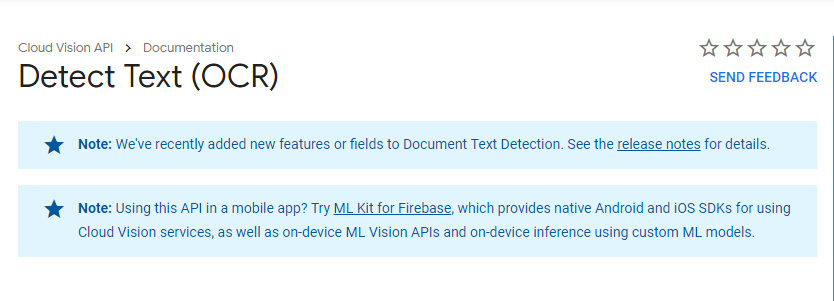 Cloud Vision API > Documentation
Detect Text (OCR)
SEND FEEDBACK
Note: We've recently added new features or fields to Document Text Detection. See the release notes for details.
Note: Using this API in a mobile app? Try ML Kit for Firebase, which provides native Android and iOS SDKs for using
Cloud Vision services, as well as on-device ML Vision APIs and on-device inference using custom ML models.